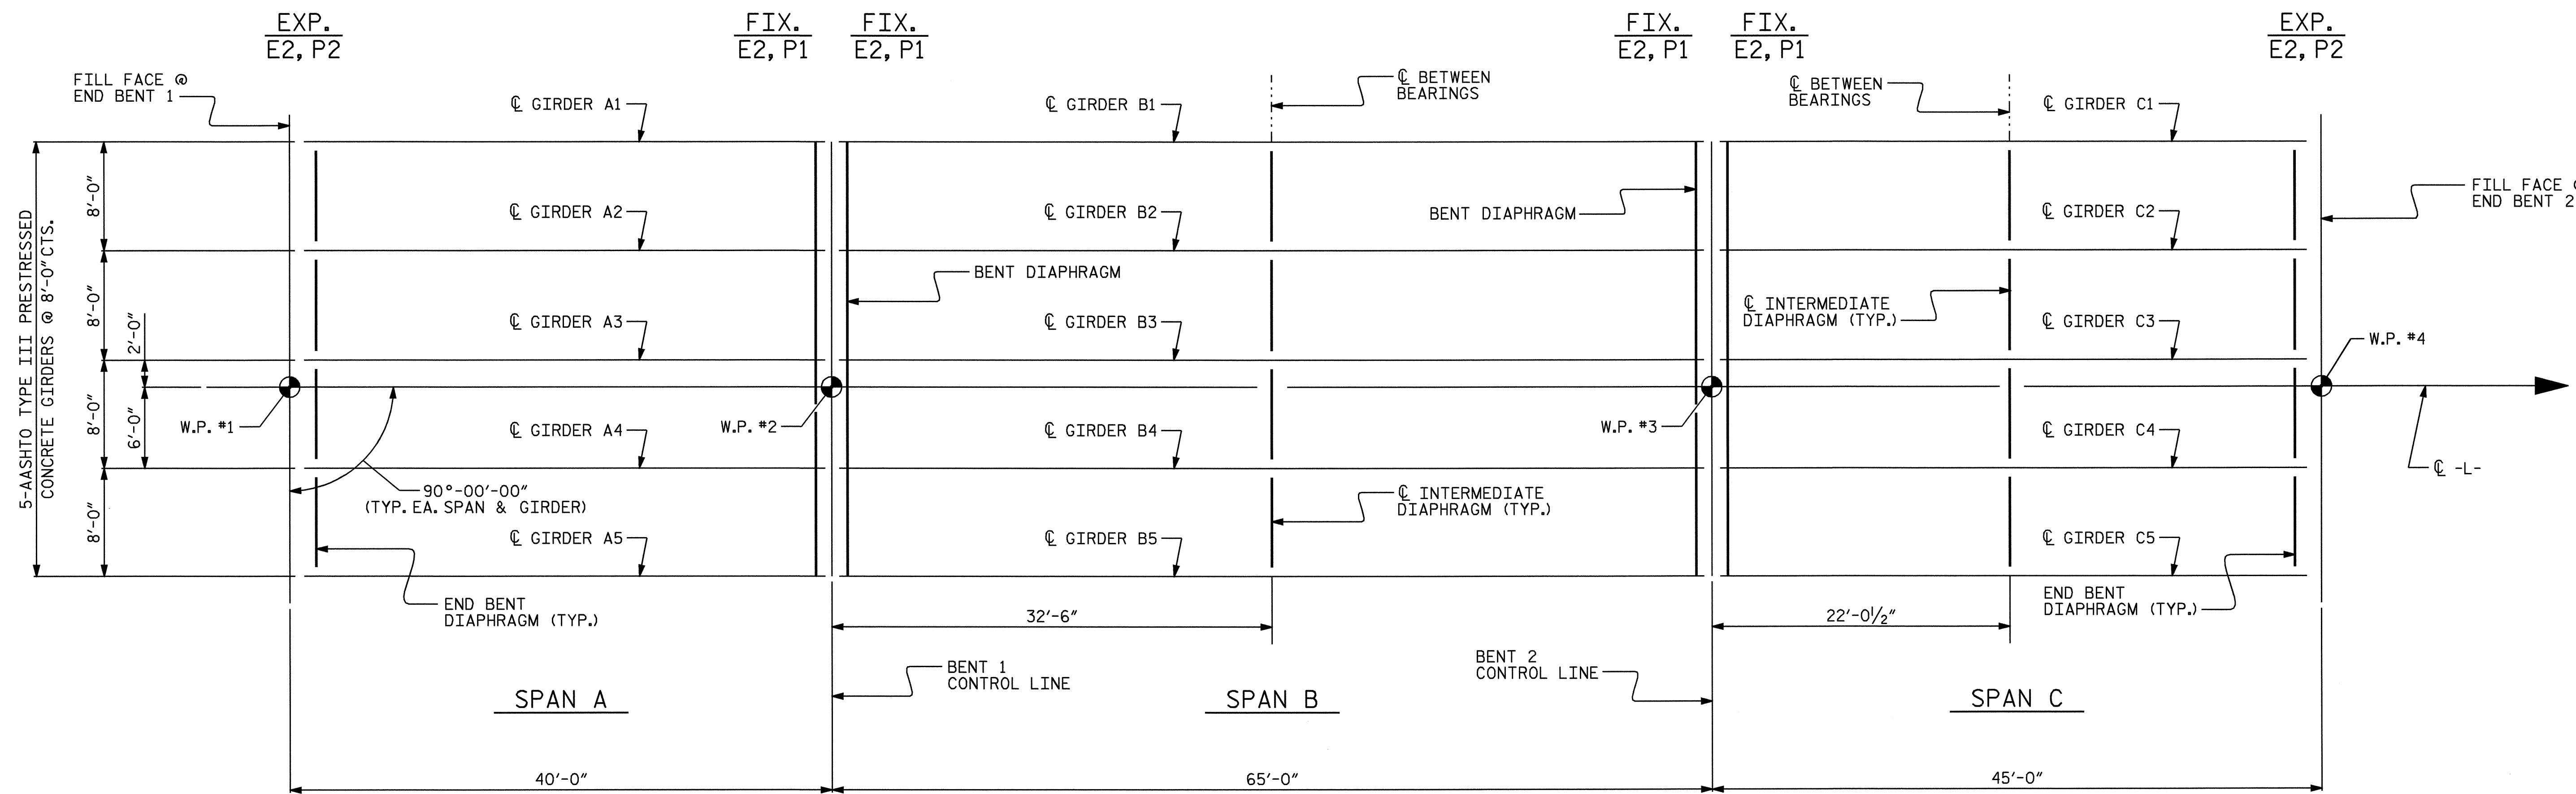 EXP.
E2, P2
FIX.
E2, P1
FIX.
E2, P1
FIX.
E2, P1
FIX.
E2, P1
EXP.
E2, P2
FILL FACE @
END BENT 1
℄ GIRDER A1
℄ GIRDER B1
℄ BETWEEN
BEARINGS
℄ BETWEEN
BEARINGS
℄ GIRDER C1
8'-0"
℄ GIRDER A2
℄ GIRDER B2
BENT DIAPHRAGM
℄ GIRDER C2
FILL FACE @
END BENT 2
5-AASHTO TYPE III PRESTRESSED
CONCRETE GIRDERS @ 8'-0" CTS.
8'-0"
2'-0"
℄ GIRDER A3
BENT DIAPHRAGM
℄ GIRDER B3
℄ INTERMEDIATE
DIAPHRAGM (TYP.)
℄ GIRDER C3
W.P. #4
8'-0"
6'-0"
W.P. #1
℄ GIRDER A4
W.P. #2
℄ GIRDER B4
W.P. #3
℄ GIRDER C4
℄ -L-
90°-00'-00"
(TYP. EA. SPAN & GIRDER)
℄ INTERMEDIATE
DIAPHRAGM (TYP.)
8'-0"
℄ GIRDER A5
℄ GIRDER B5
℄ GIRDER C5
END BENT
DIAPHRAGM (TYP.)
32'-6"
22'-0½"
END BENT
DIAPHRAGM (TYP.)
BENT 1
CONTROL LINE
BENT 2
CONTROL LINE
SPAN A
SPAN B
SPAN C
40'-0"
65'-0"
45'-0"